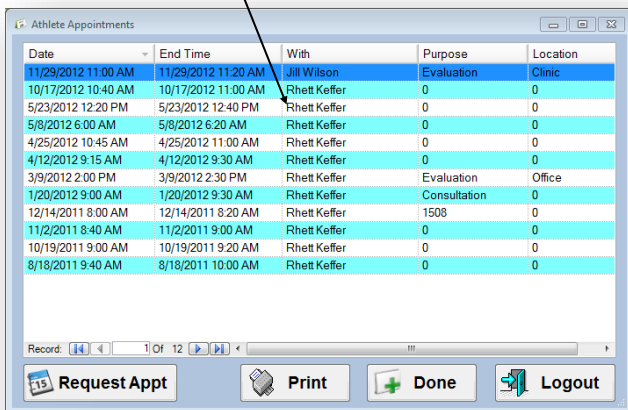 Athlete Appointments
Date End Time With Purpose Location
11/29/2012 11:00 AM 11/29/2012 11:20 AM Jill Wilson Evaluation Clinic
10/17/2012 10:40 AM 10/17/2012 11:00 AM Rhett Keffer 0 0
5/23/2012 12:20 PM 5/23/2012 12:40 PM Rhett Keffer 0 0
5/8/2012 6:00 AM 5/8/2012 6:20 AM Rhett Keffer 0 0
4/25/2012 10:45 AM 4/25/2012 11:00 AM Rhett Keffer 0 0
4/12/2012 9:15 AM 4/12/2012 9:30 AM Rhett Keffer 0 0
3/9/2012 2:00 PM 3/9/2012 2:30 PM Rhett Keffer Evaluation Office
1/20/2012 9:00 AM 1/20/2012 9:30 AM Rhett Keffer Consultation 0
12/14/2011 8:00 AM 12/14/2011 8:20 AM Rhett Keffer 1508 0
11/2/2011 8:40 AM 11/2/2011 9:00 AM Rhett Keffer 0 0
10/19/2011 9:00 AM 10/19/2011 9:20 AM Rhett Keffer 0 0
8/18/2011 9:40 AM 8/18/2011 10:00 AM Rhett Keffer 0 0
Record: 1 Of 12
15 Request Appt Print Done Logout